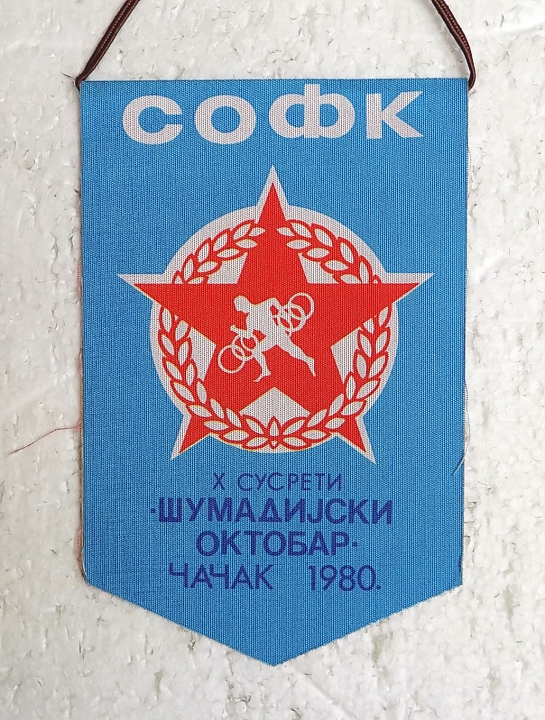 СОФК
X СУСРЕТИ
·ШУМАДИЈСКИ
ОКТОБАР·
ЧАЧАК 1980.